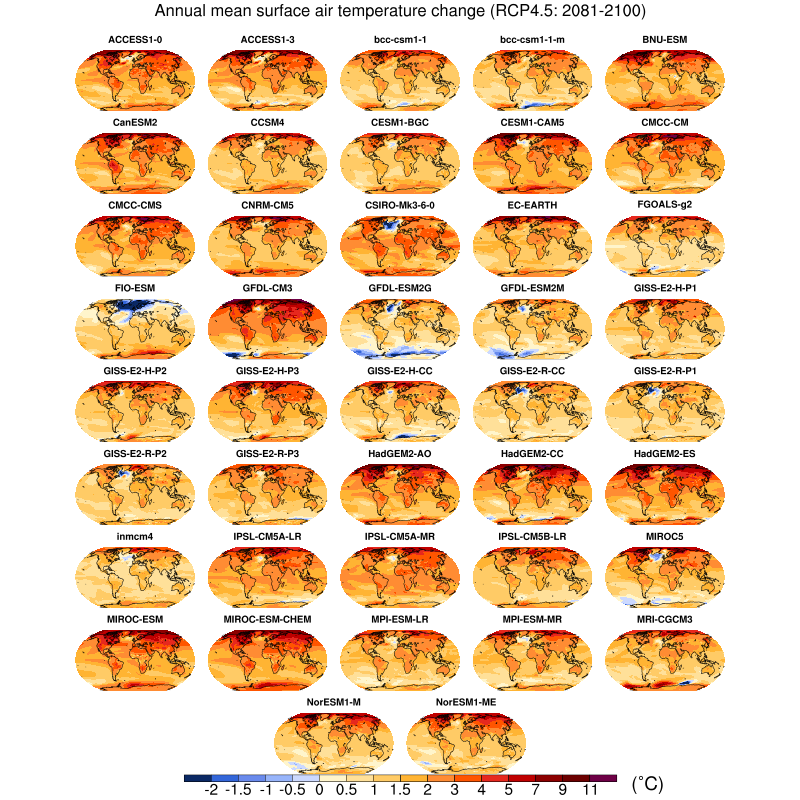 Annual mean surface air temperature change (RCP4.5: 2081-2100)
ACCESS1-0 ACCESS1-3 bcc-csm1-1 bcc-csm1-1-m BNU-ESM
CanESM2 CCSM4 CESM1-BGC CESM1-CAM5 CMCC-CM
CMCC-CMS CNRM-CM5 CSIRO-Mk3-6-0 EC-EARTH FGOALS-g2
FIO-ESM GFDL-CM3 GFDL-ESM2G GFDL-ESM2M GISS-E2-H-P1
GISS-E2-H-P2 GISS-E2-H-P3 GISS-E2-H-CC GISS-E2-R-CC GISS-E2-R-P1
GISS-E2-R-P2 GISS-E2-R-P3 HadGEM2-AO HadGEM2-CC HadGEM2-ES
inmcm4 IPSL-CM5A-LR IPSL-CM5A-MR IPSL-CM5B-LR MIROC5
MIROC-ESM MIROC-ESM-CHEM MPI-ESM-LR MPI-ESM-MR MRI-CGCM3
NorESM1-M NorESM1-ME
-2 -1.5 -1 -0.5 0 0.5 1 1.5 2 3 4 5 7 9 11 (°C)